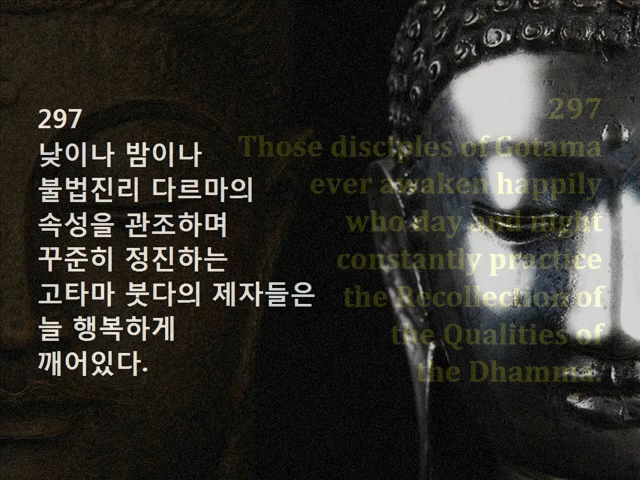 297
낮이나 밤이나
불법진리 다르마의
속성을 관조하며
꾸준히 정진하는
고타마 붓다의 제자들은
늘 행복하게
깨어있다.
297
Those disciples of Gotama
ever awaken happily
who day and night
constantly practice
the Recollection of
the Qualities of
the Dhamma.